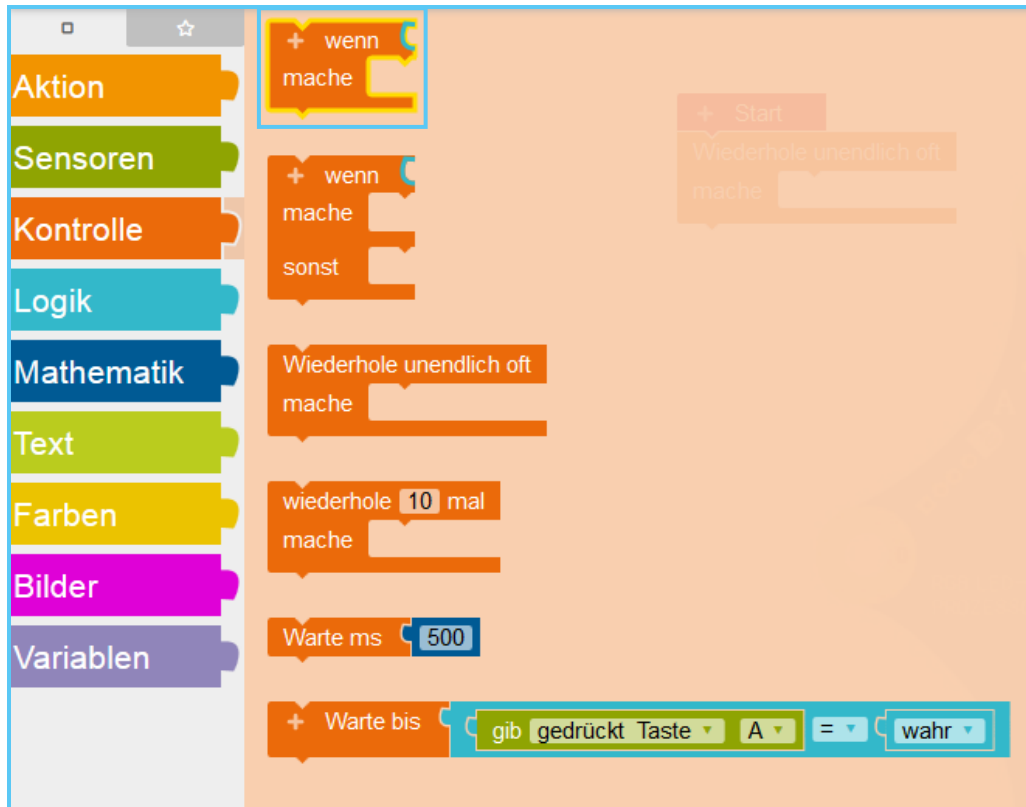 Aktion
Sensoren
Kontrolle
Logik
Mathematik
Text
Farben
Bilder
Variablen
+ wenn
mache
+ wenn
mache
sonst
Wiederhole unendlich oft
mache
wiederhole 10 mal
mache
Warte ms 500
+ Warte bis gib gedrückt Taste A = wahr
+ Start
Wiederhole unendlich oft
mache